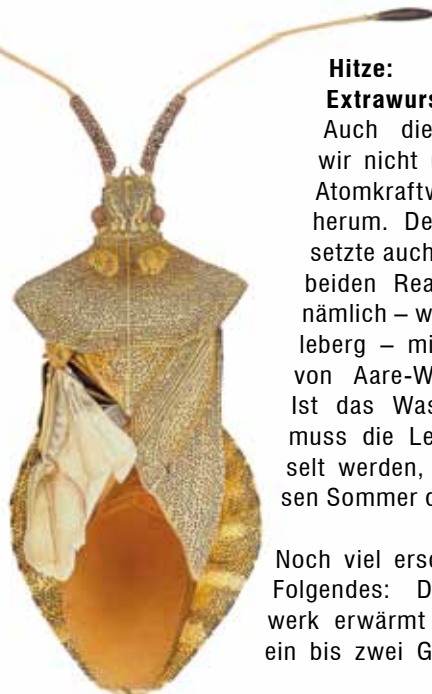 Hitze:
Extrawurs
Auch die
wir nicht
Atomkraftw
herum. De
setzte auch
beiden Rea
nämlich – w
leberg – mi
von Aare-W
Ist das Was
muss die Le
selt werden,
sen Sommer
Noch viel ers
Folgendes: D
werk erwärmt
ein bis zwei G